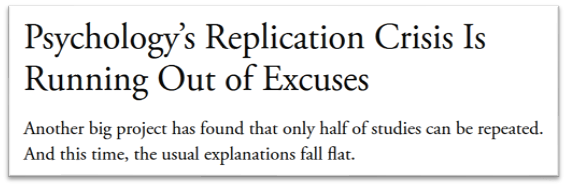 Psychology’s Replication Crisis Is
Running Out of Excuses
Another big project has found that only half of studies can be repeated.
And this time, the usual explanations fall flat.